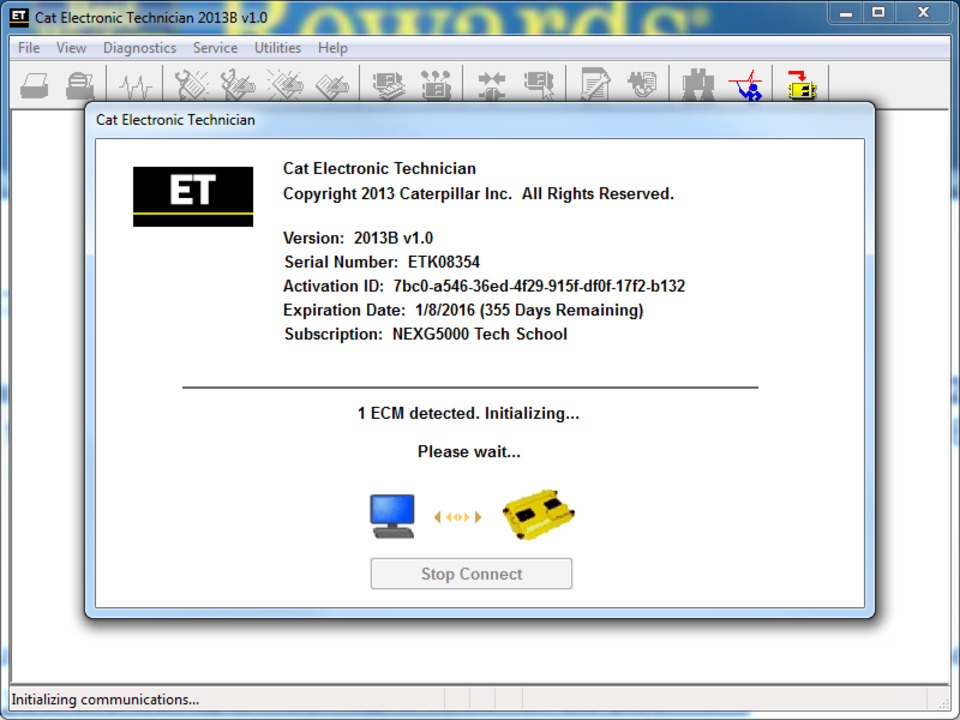 Rewards
ET Cat Electronic Technician 2013B v1.0
File View Diagnostics Service Utilities Help
Cat Electronic Technician
ET
Cat Electronic Technician
Copyright 2013 Caterpillar Inc. All Rights Reserved.
Version: 2013B v1.0
Serial Number: ETK08354
Activation ID: 7bc0-a546-36ed-4f29-915f-df0f-17f2-b132
Expiration Date: 1/8/2016 (355 Days Remaining)
Subscription: NEXG5000 Tech School
1 ECM detected. Initializing...
Please wait...
Stop Connect
Initializing communications...